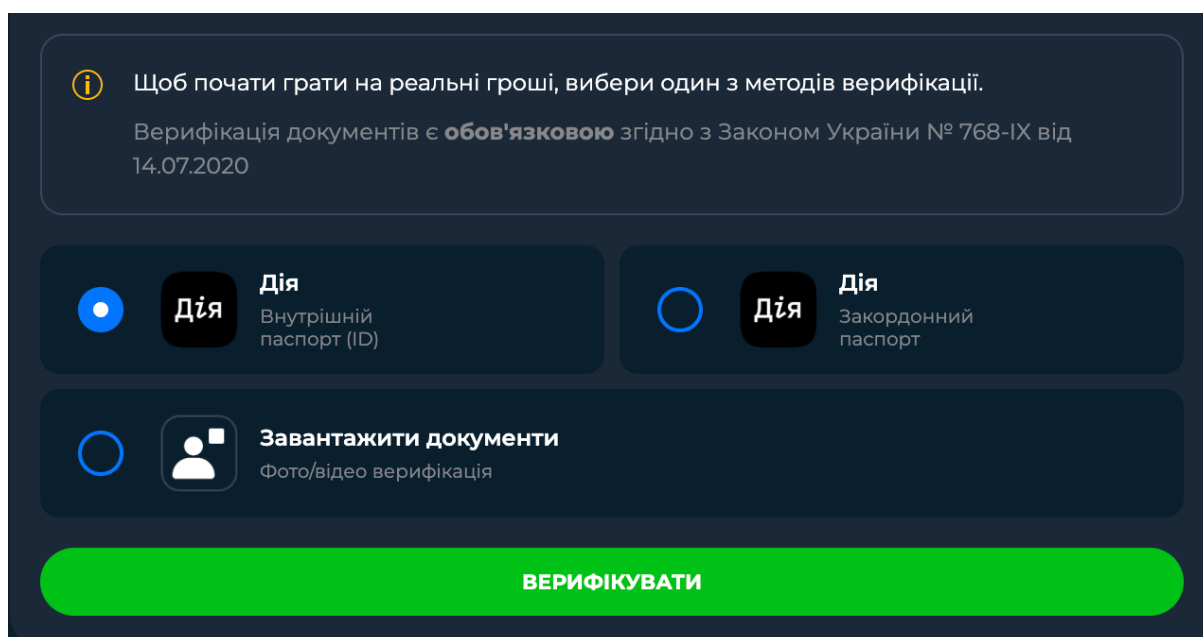 Щоб почати грати на реальні гроші, вибери один з методів верифікації.
Верифікація документів є обов'язковою згідно з Законом України № 768-IX від
14.07.2020
Дія
Дія
Внутрішній
паспорт (ID)
Дія
Дія
Закордонний
паспорт
Завантажити документи
Фото/відео верифікація
ВЕРИФІКУВАТИ